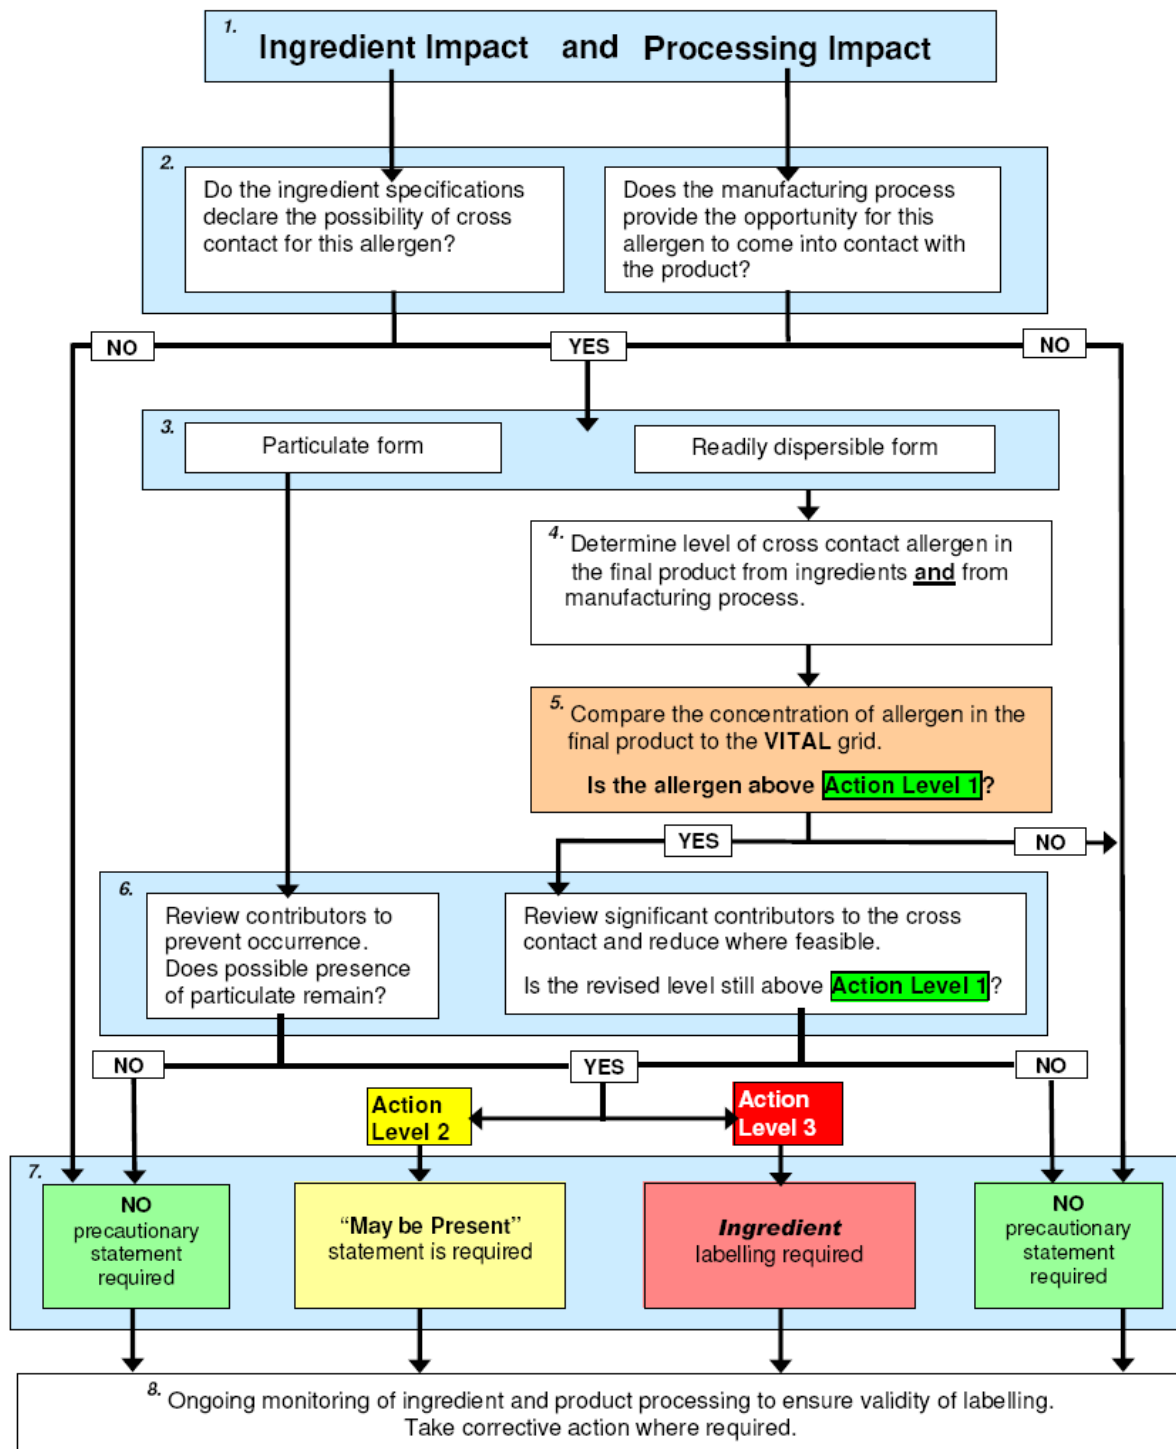 1.
Ingredient Impact and Processing Impact
2.
Do the ingredient specifications
declare the possibility of cross
contact for this allergen?
Does the manufacturing process
provide the opportunity for this
allergen to come into contact with
the product?
NO
YES
NO
3.
Particulate form
Readily dispersible form
4. Determine level of cross contact allergen in
the final product from ingredients and from
manufacturing process.
5. Compare the concentration of allergen in the
final product to the VITAL grid.
Is the allergen above Action Level 1?
YES
NO
6.
Review contributors to
prevent occurrence.
Does possible presence
of particulate remain?
Review significant contributors to the cross
contact and reduce where feasible.
Is the revised level still above Action Level 1?
NO
YES
NO
Action
Level 2
Action
Level 3
7.
NO
precautionary
statement
required
“May be Present”
statement is required
Ingredient
labelling required
NO
precautionary
statement
required
8. Ongoing monitoring of ingredient and product processing to ensure validity of labelling.
Take corrective action where required.